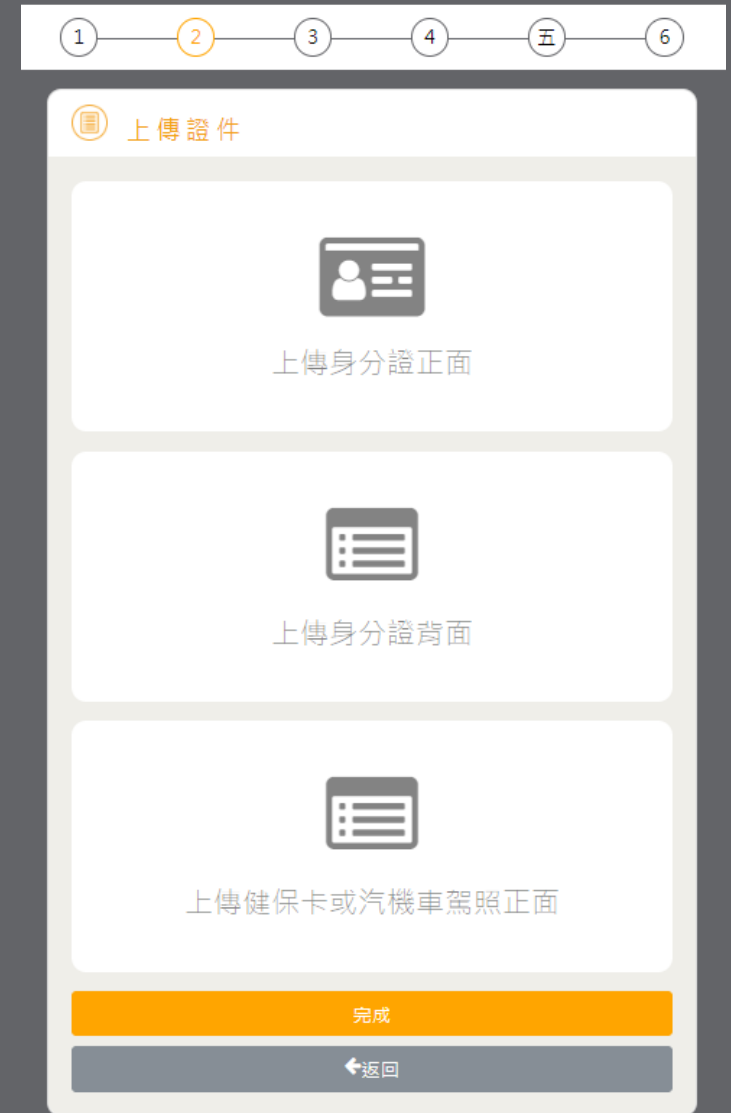 1 2 3 4 五 6
上傳證件
上傳身分證正面
上傳身分證背面
上傳健保卡或汽機車駕照正面
完成
返回